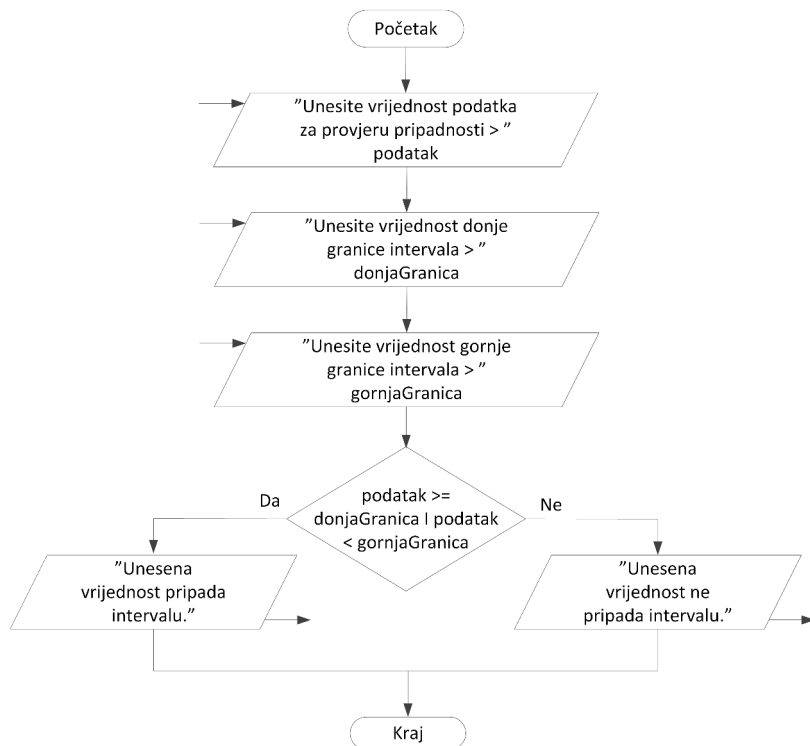 Početak
”Unesite vrijednost podatka
za provjeru pripadnosti > ”
podatak
”Unesite vrijednost donje
granice intervala > ”
donjaGranica
”Unesite vrijednost gornje
granice intervala > ”
gornjaGranica
Da
podatak >=
donjaGranica I podatak
< gornjaGranica
Ne
”Unesena
vrijednost pripada
intervalu.”
”Unesena
vrijednost ne
pripada intervalu.”
Kraj